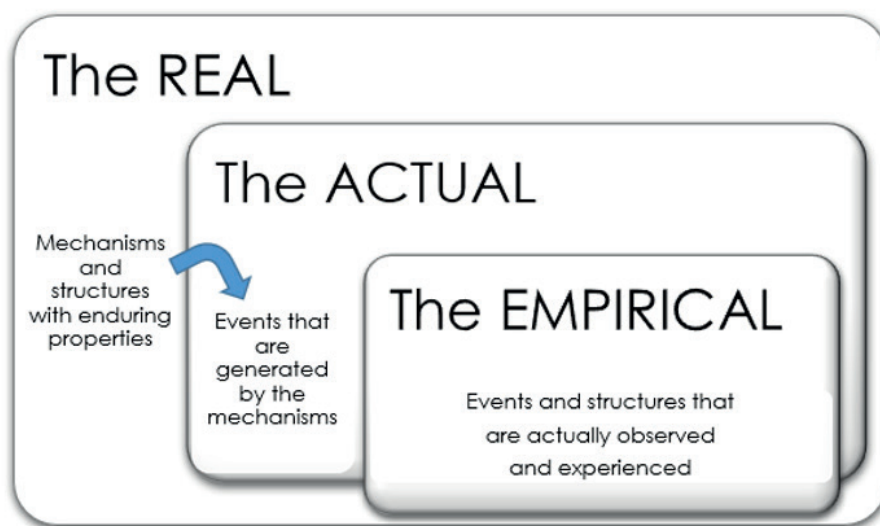 The REAL
The ACTUAL
Mechanisms
and
structures
with enduring
properties
Events that
are
generated
by the
mechanisms
The EMPIRICAL
Events and structures that
are actually observed
and experienced